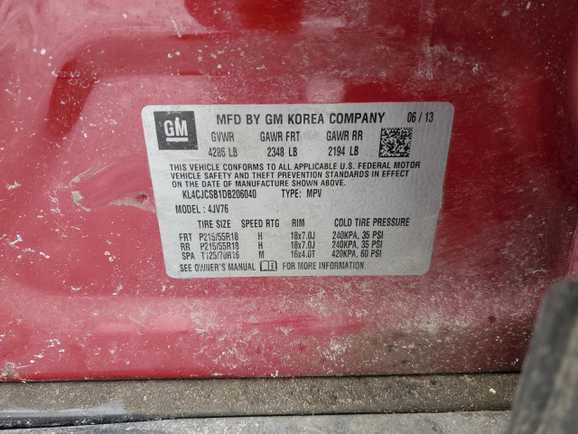 GM MFD BY GM KOREA COMPANY 06 / 13
GVWR GAWR FRT GAWR RR
4286 LB 2348 LB 2194 LB
THIS VEHICLE CONFORMS TO ALL APPLICABLE U.S. FEDERAL MOTOR
VEHICLE SAFETY AND THEFT PREVENTION STANDARDS IN EFFECT
ON THE DATE OF MANUFACTURE SHOWN ABOVE.
KL4CJCSB1DB206040 TYPE: MPV
MODEL: 4JV76
TIRE SIZE SPEED RTG RIM COLD TIRE PRESSURE
FRT P215/55R18 H 18x7.0J 240KPA, 35 PSI
RR P215/55R18 H 18x7.0J 240KPA, 35 PSI
SPA T125/70R16 M 16x4.0T 420KPA, 60 PSI
SEE OWNER'S MANUAL FOR MORE INFORMATION